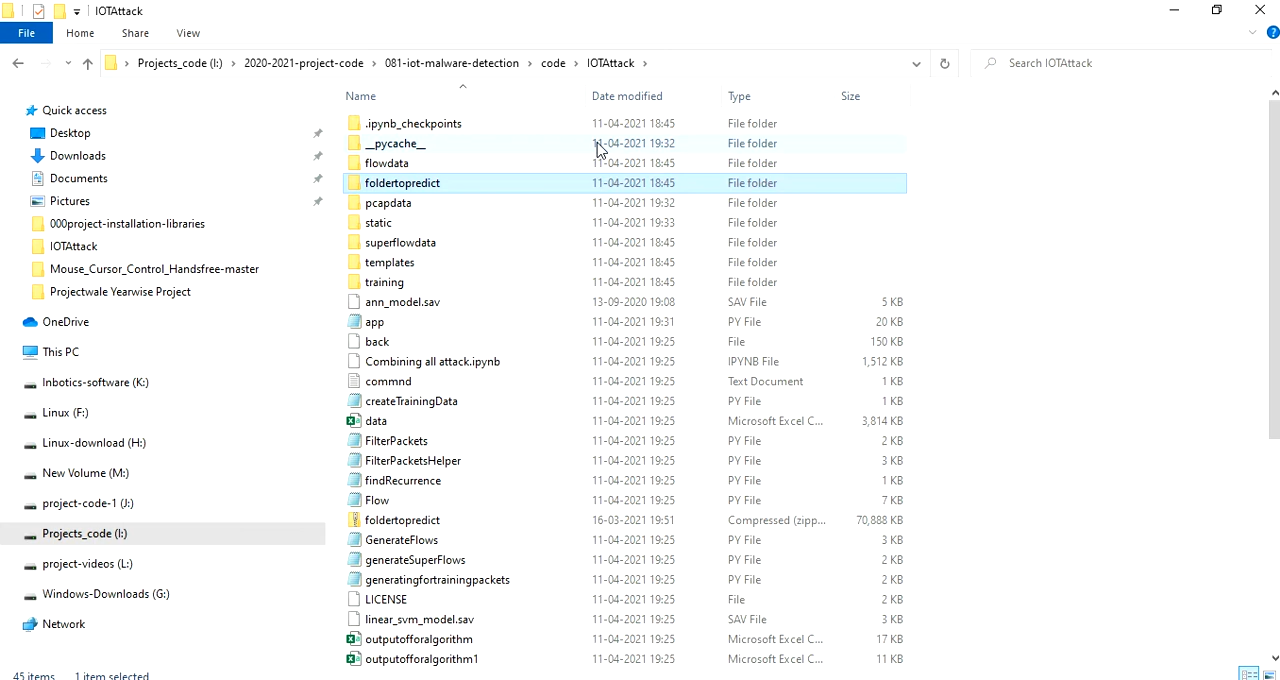 IOTAttack
File Home Share View
Projects_code (I:) 2020-2021-project-code 081-iot-malware-detection code IOTAttack Search IOTAttack
Name Date modified Type Size
Quick access
Desktop
Downloads
Documents
Pictures
000project-installation-libraries
IOTAttack
Mouse_Cursor_Control_Handsfree-master
Projectwale Yearwise Project
OneDrive
This PC
Inbotics-software (K:)
Linux (F:)
Linux-download (H:)
New Volume (M:)
project-code-1 (J:)
Projects_code (I:)
project-videos (L:)
Windows-Downloads (G:)
Network
.ipynb_checkpoints 11-04-2021 18:45 File folder
__pycache__ 11-04-2021 19:32 File folder
flowdata 11-04-2021 18:45 File folder
foldertopredict 11-04-2021 18:45 File folder
pcapdata 11-04-2021 19:32 File folder
static 11-04-2021 19:33 File folder
superflowdata 11-04-2021 18:45 File folder
templates 11-04-2021 18:45 File folder
training 11-04-2021 18:45 File folder
ann_model.sav 13-09-2020 19:08 SAV File 5 KB
app 11-04-2021 19:31 PY File 20 KB
back 11-04-2021 19:25 File 150 KB
Combining all attack.ipynb 11-04-2021 19:25 IPYNB File 1,512 KB
commnd 11-04-2021 19:25 Text Document 1 KB
createTrainingData 11-04-2021 19:25 PY File 1 KB
data 11-04-2021 19:25 Microsoft Excel C... 3,814 KB
FilterPackets 11-04-2021 19:25 PY File 2 KB
FilterPacketsHelper 11-04-2021 19:25 PY File 3 KB
findRecurrence 11-04-2021 19:25 PY File 1 KB
Flow 11-04-2021 19:25 PY File 7 KB
foldertopredict 16-03-2021 19:51 Compressed (zipp... 70,888 KB
GenerateFlows 11-04-2021 19:25 PY File 3 KB
generateSuperFlows 11-04-2021 19:25 PY File 2 KB
generatingfortrainingpackets 11-04-2021 19:25 PY File 2 KB
LICENSE 11-04-2021 19:25 File 2 KB
linear_svm_model.sav 11-04-2021 19:25 SAV File 3 KB
outputofforalgorithm 11-04-2021 19:25 Microsoft Excel C... 17 KB
outputofforalgorithm1 11-04-2021 19:25 Microsoft Excel C... 11 KB
45 items 1 item selected